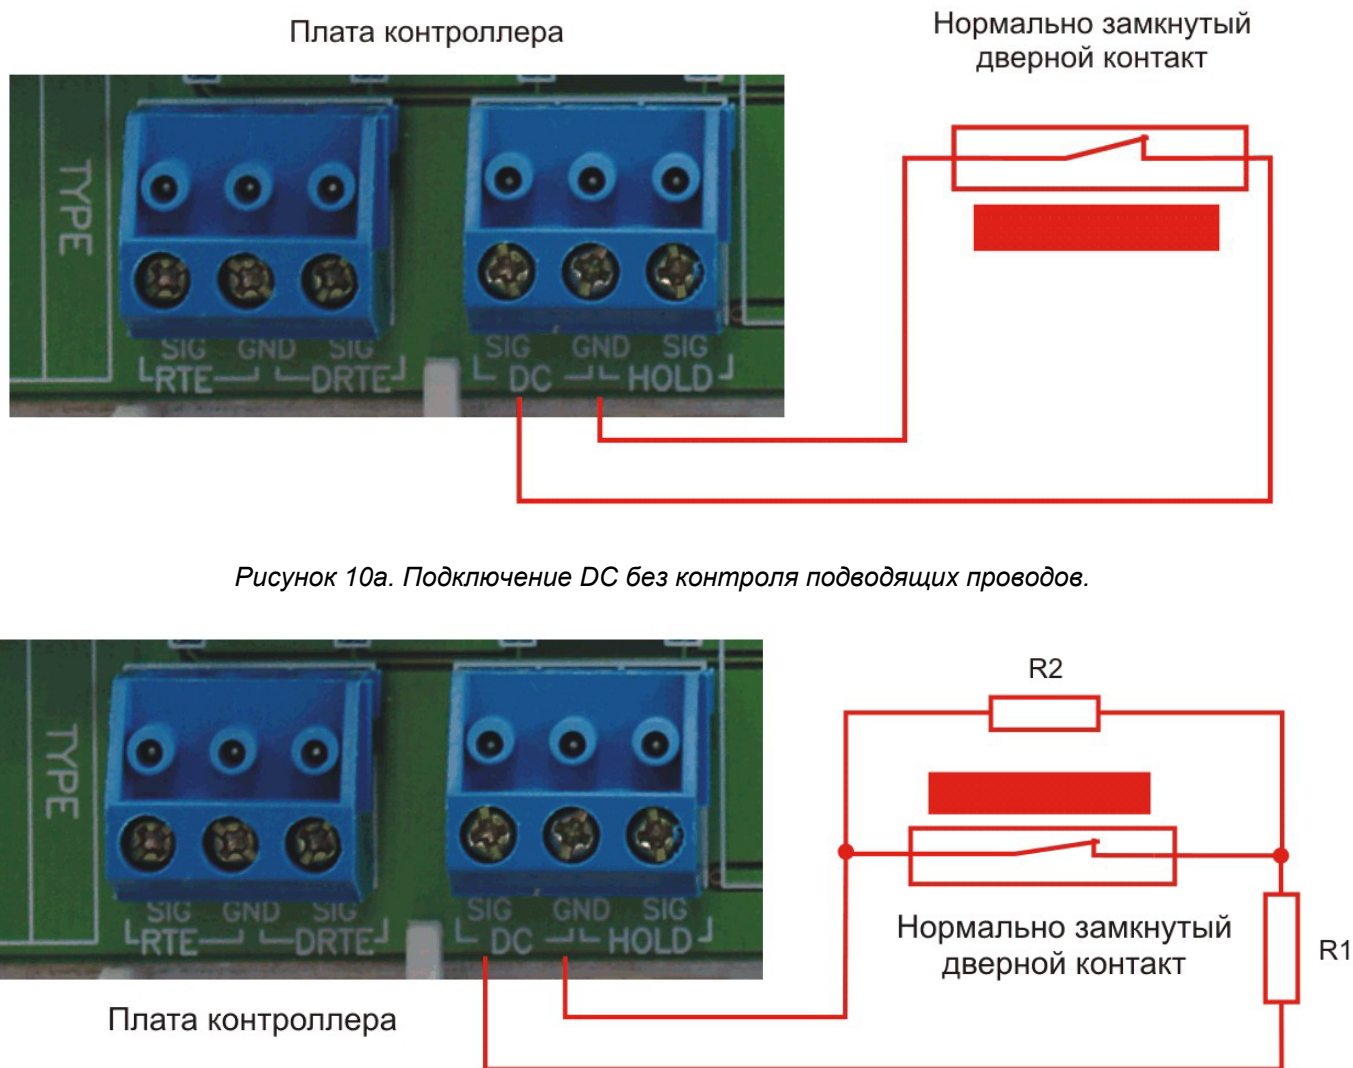 Плата контроллера
Нормально замкнутый
дверной контакт
TYPE
SIG GND SIG
RTE DRTE
SIG GND SIG
DC HOLD
Рисунок 10а. Подключение DC без контроля подводящих проводов.
R2
TYPE
SIG GND SIG
RTE DRTE
SIG GND SIG
DC HOLD
Нормально замкнутый
дверной контакт
R1
Плата контроллера